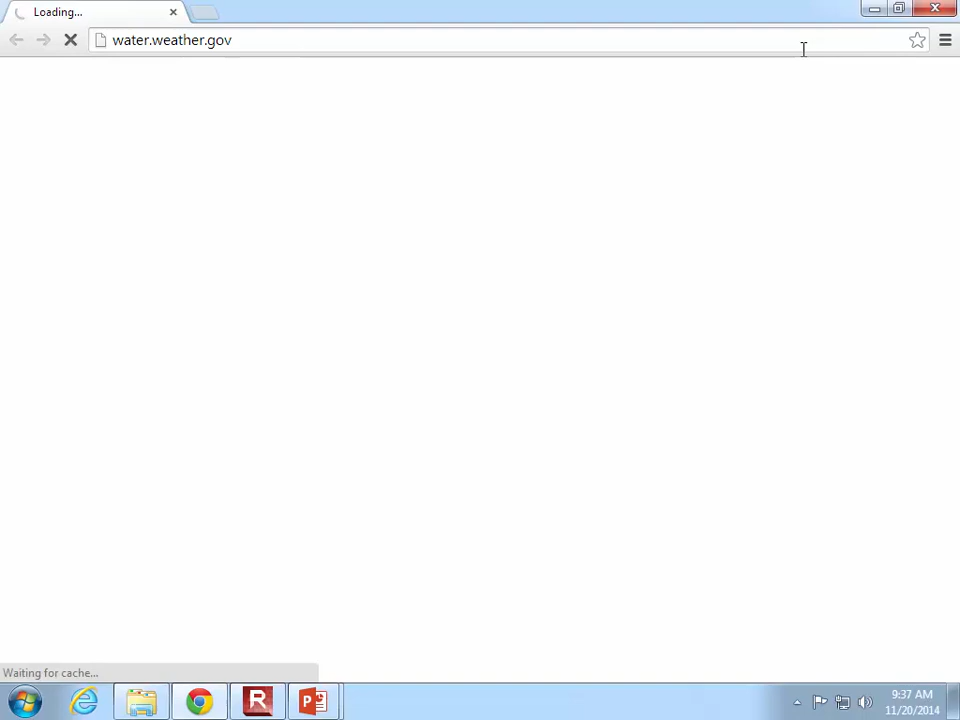 Loading...
water.weather.gov
Waiting for cache...
R
P
9:37 AM
11/20/2014